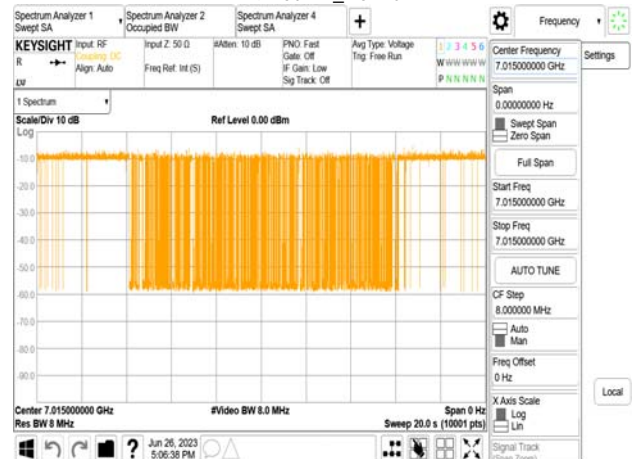 Spectrum Analyzer 1
Swept SA
Spectrum Analyzer 2
Occupied BW
Spectrum Analyzer 4
Swept SA
+
Frequency
KEYSIGHT
R
LXI
Input: RF
Coupling: DC
Align: Auto
Input Z: 50 Ω
Freq Ref: Int (S)
#Atten: 10 dB
PNO: Fast
Gate: Off
IF Gain: Low
Sig Track: Off
Avg Type: Voltage
Trig: Free Run
1 2 3 4 5 6
W W W W W W
P N N N N N
Center Frequency
7.015000000 GHz
Settings
Span
0.00000000 Hz
Swept Span
Zero Span
Full Span
Start Freq
7.015000000 GHz
Stop Freq
7.015000000 GHz
AUTO TUNE
CF Step
8.000000 MHz
Auto
Man
Freq Offset
0 Hz
X Axis Scale
Log
Lin
Signal Track
(Span Zoom)
Local
1 Spectrum
Scale/Div 10 dB
Ref Level 0.00 dBm
Log
-10.0
-20.0
-30.0
-40.0
-50.0
-60.0
-70.0
-80.0
-90.0
Center 7.015000000 GHz
#Video BW 8.0 MHz
Span 0 Hz
Res BW 8 MHz
Sweep 20.0 s (10001 pts)
?
Jun 26, 2023
5:06:38 PM